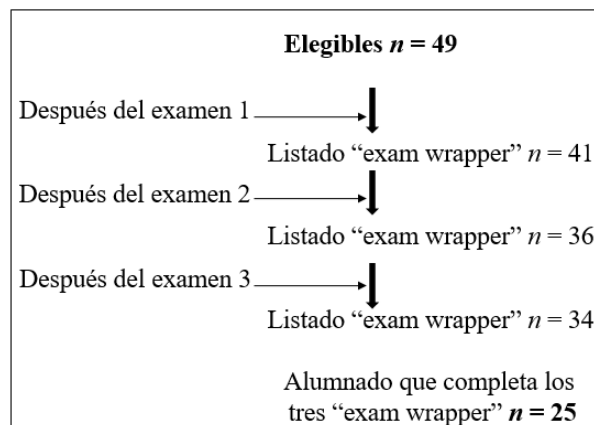 Elegibles n = 49
Después del examen 1
Listado “exam wrapper” n = 41
Después del examen 2
Listado “exam wrapper” n = 36
Después del examen 3
Listado “exam wrapper” n = 34
Alumnado que completa los
tres “exam wrapper” n = 25